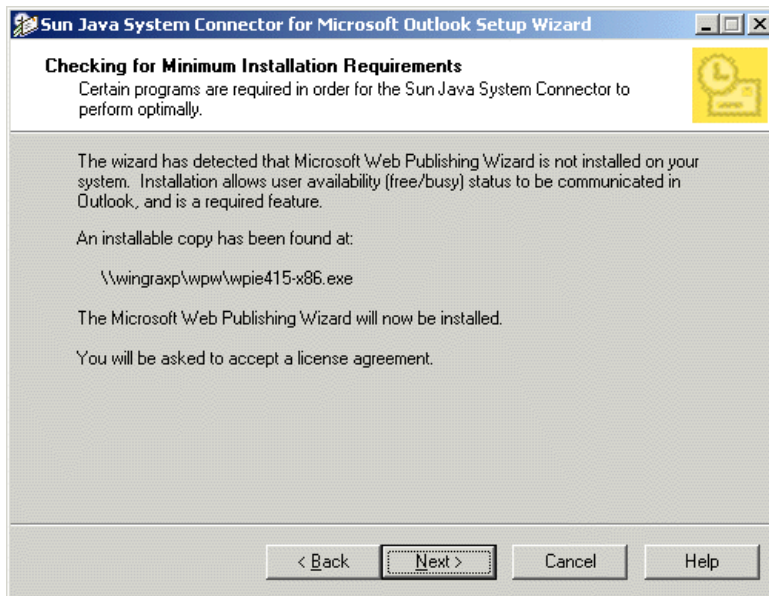 Sun Java System Connector for Microsoft Outlook Setup Wizard
Checking for Minimum Installation Requirements
Certain programs are required in order for the Sun Java System Connector to
perform optimally.
The wizard has detected that Microsoft Web Publishing Wizard is not installed on your
system.  Installation allows user availability (free/busy) status to be communicated in
Outlook, and is a required feature.
An installable copy has been found at:
\\wingraxp\wpw\wpie415-x86.exe
The Microsoft Web Publishing Wizard will now be installed.
You will be asked to accept a license agreement.
< Back
Next >
Cancel
Help